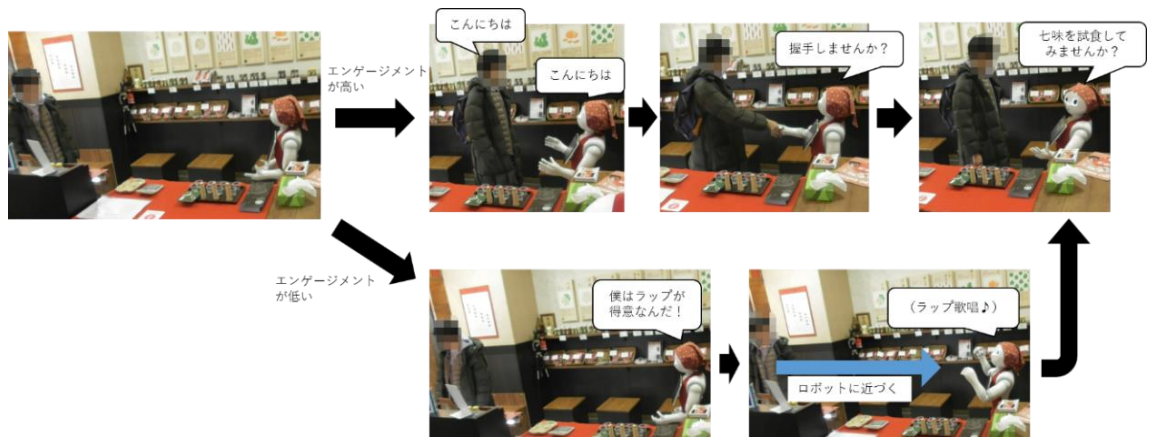 エンゲージメント
が高い
こんにちは
こんにちは
握手しませんか？
七味を試食して
みませんか？
エンゲージメント
が低い
僕はラップが
得意なんだ！
（ラップ歌唱♪）
ロボットに近づく